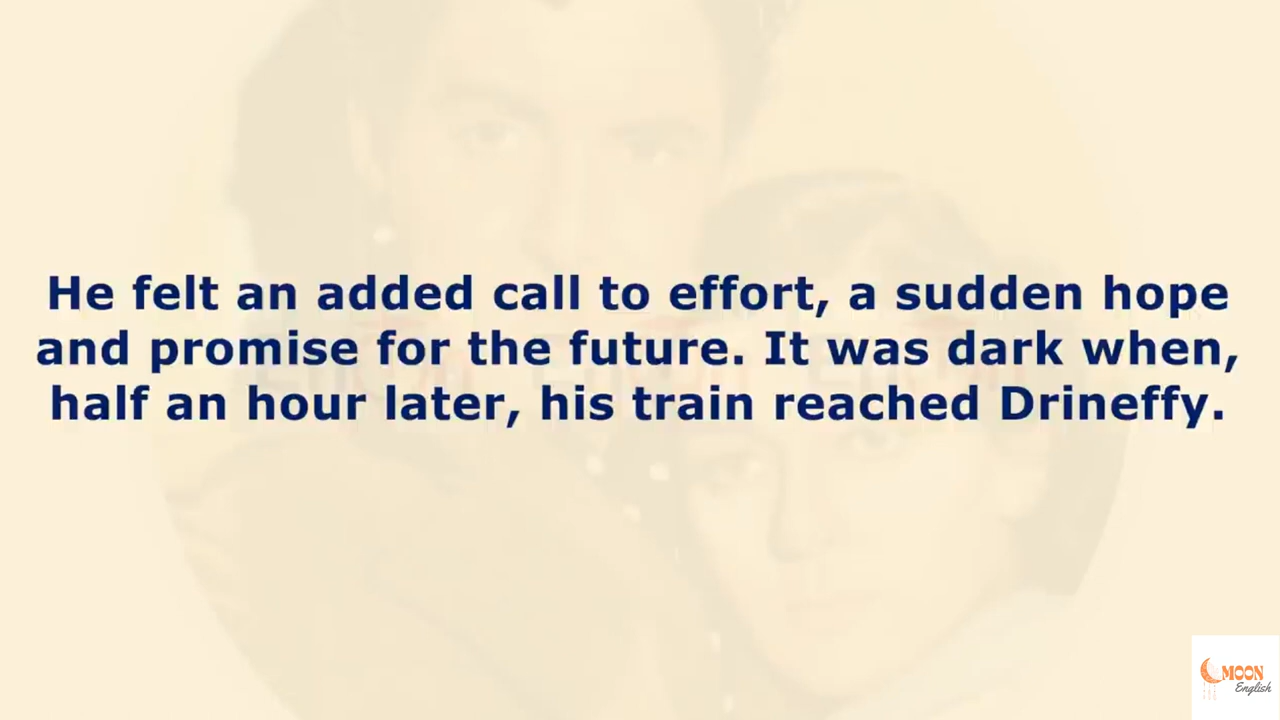 He felt an added call to effort, a sudden hope
and promise for the future. It was dark when,
half an hour later, his train reached Drineffy.
MOON
English